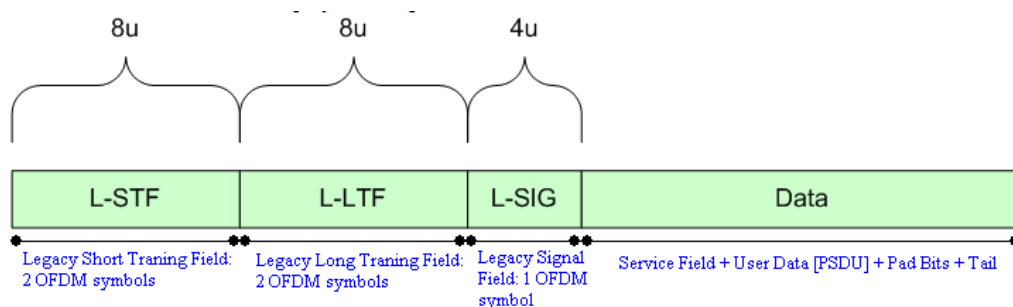 8u 8u 4u
L-STF L-LTF L-SIG Data
Legacy Short Traning Field: Legacy Long Traning Field: Legacy Signal Service Field + User Data [PSDU] + Pad Bits + Tail
2 OFDM symbols 2 OFDM symbols Field: 1 OFDM
symbol